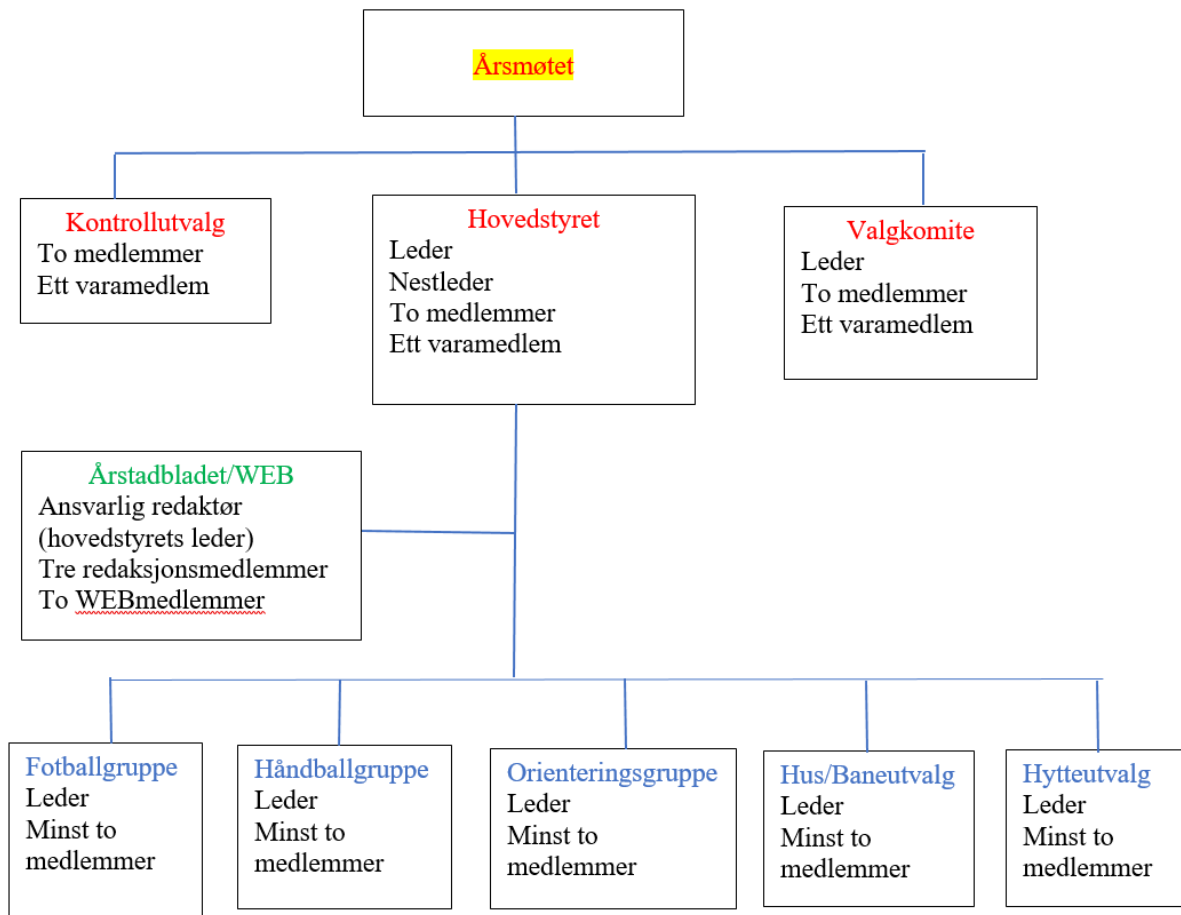 Årsmøtet
Kontrollutvalg
To medlemmer
Ett varamedlem
Hovedstyret
Leder
Nestleder
To medlemmer
Ett varamedlem
Valgkomite
Leder
To medlemmer
Ett varamedlem
Årstadbladet/WEB
Ansvarlig redaktør
(hovedstyrets leder)
Tre redaksjonsmedlemmer
To WEBmedlemmer
Fotballgruppe
Leder
Minst to
medlemmer
Håndballgruppe
Leder
Minst to
medlemmer
Orienteringsgruppe
Leder
Minst to
medlemmer
Hus/Baneutvalg
Leder
Minst to
medlemmer
Hytteutvalg
Leder
Minst to
medlemmer